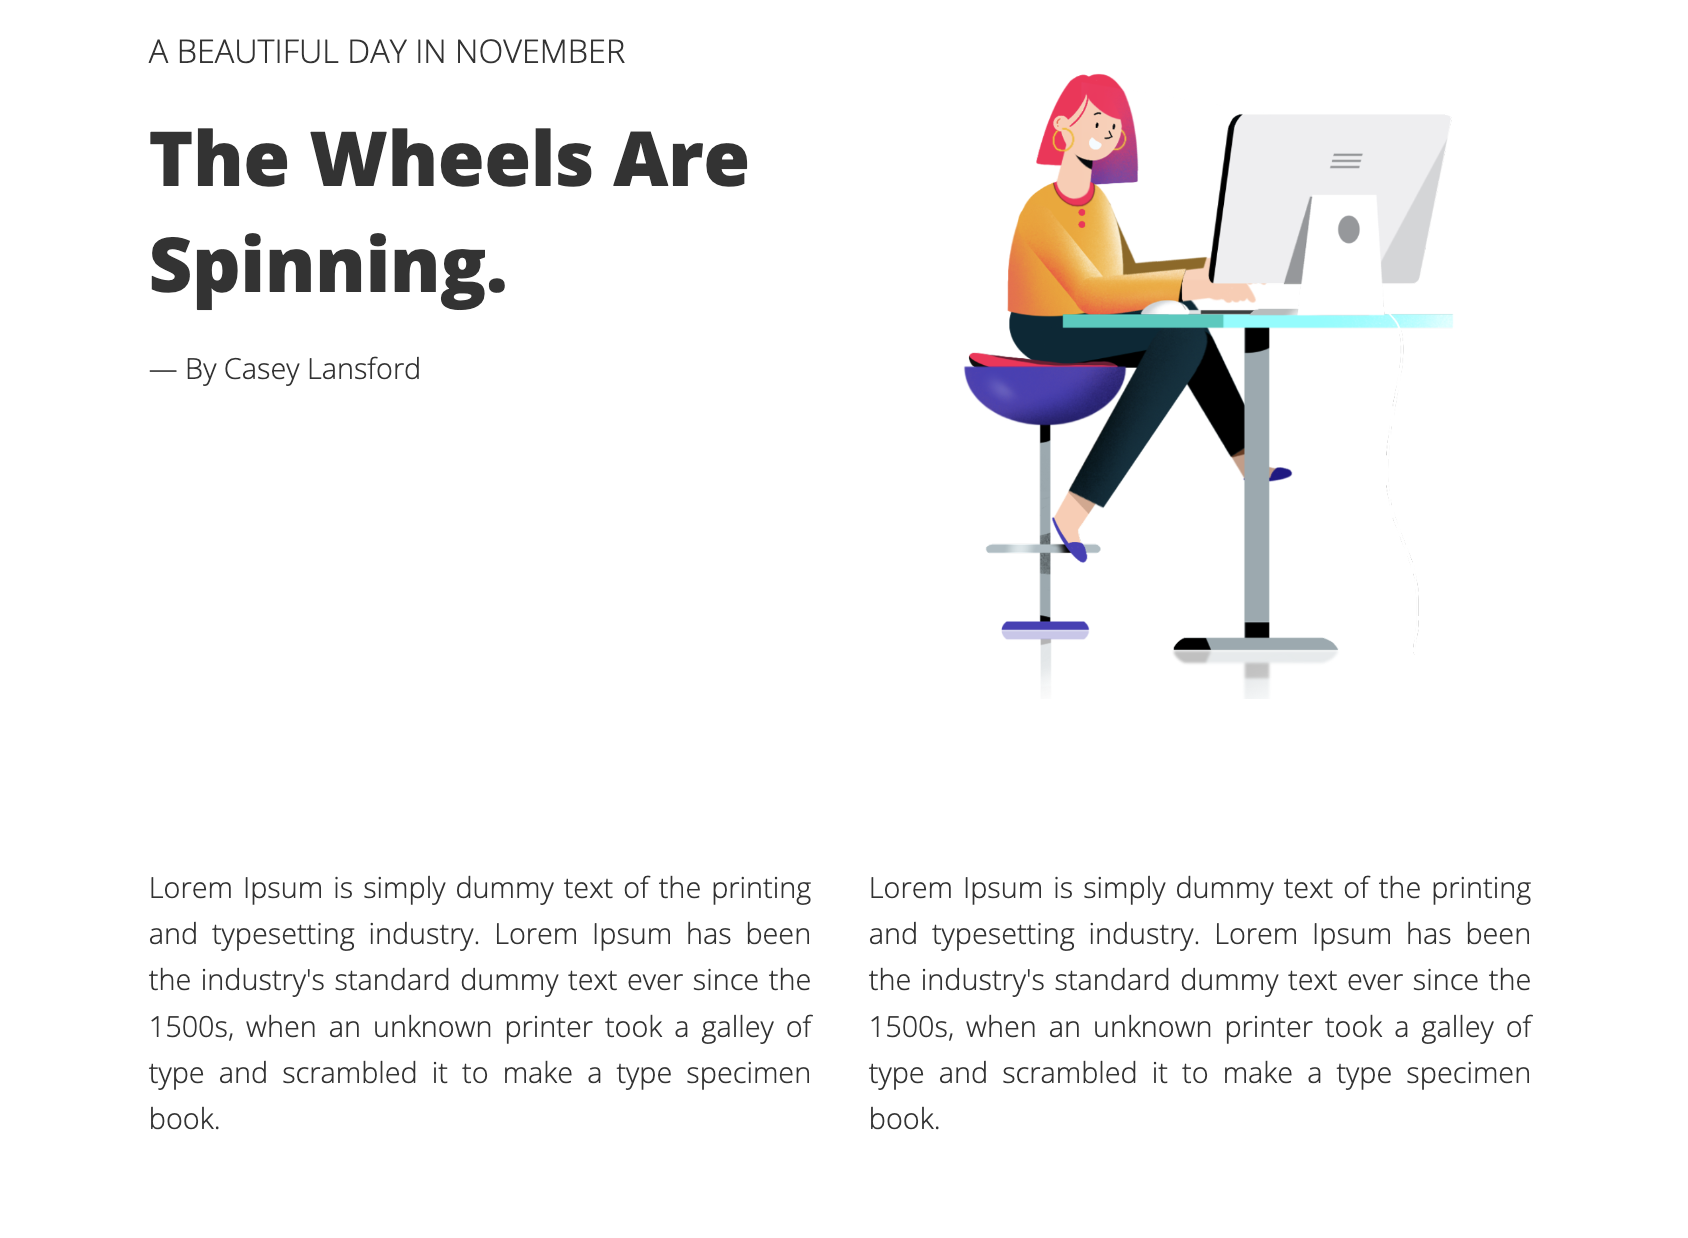 A BEAUTIFUL DAY IN NOVEMBER
The Wheels Are
Spinning.
— By Casey Lansford
Lorem Ipsum is simply dummy text of the printing
and typesetting industry. Lorem Ipsum has been
the industry's standard dummy text ever since the
1500s, when an unknown printer took a galley of
type and scrambled it to make a type specimen
book.
Lorem Ipsum is simply dummy text of the printing
and typesetting industry. Lorem Ipsum has been
the industry's standard dummy text ever since the
1500s, when an unknown printer took a galley of
type and scrambled it to make a type specimen
book.